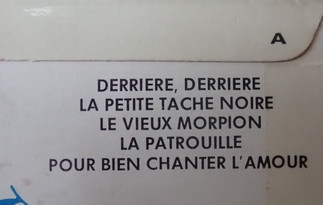 A
DERRIERE, DERRIERE
LA PETITE TACHE NOIRE
LE VIEUX MORPION
LA PATROUILLE
POUR BIEN CHANTER L'AMOUR